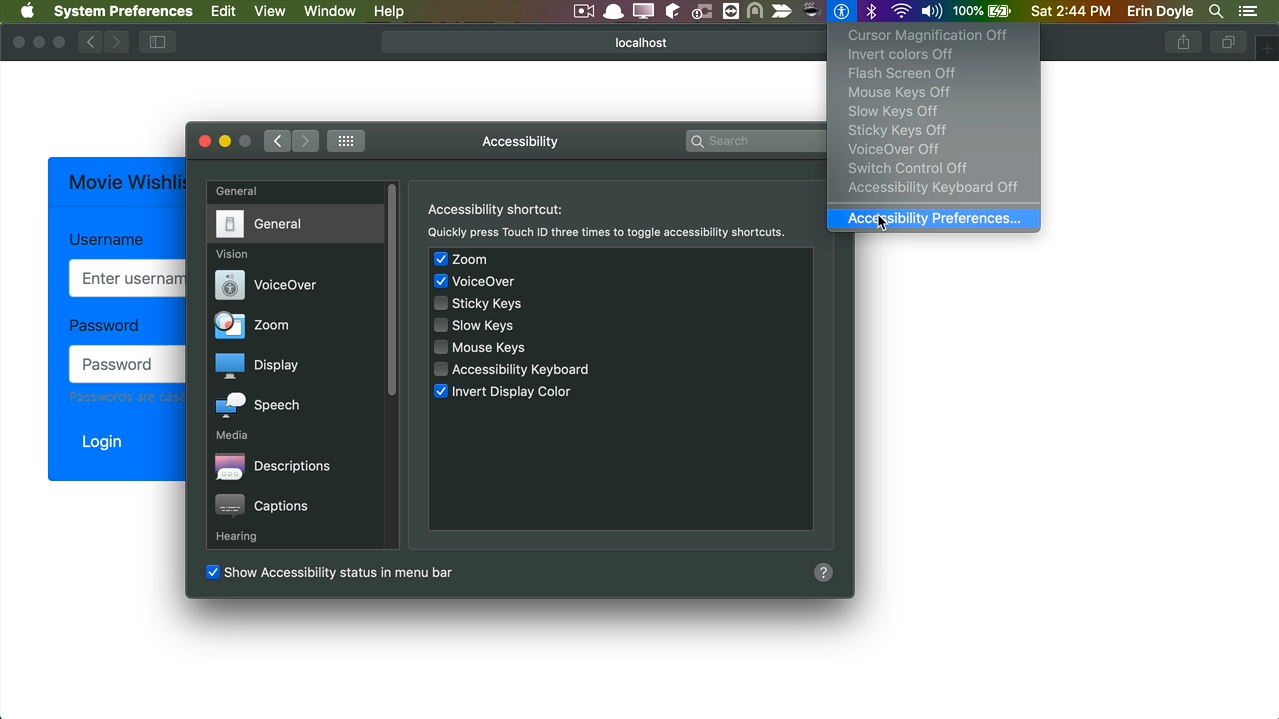 System Preferences Edit View Window Help 100% Sat 2:44 PM Erin Doyle
localhost
Cursor Magnification Off
Invert colors Off
Flash Screen Off
Mouse Keys Off
Slow Keys Off
Sticky Keys Off
VoiceOver Off
Switch Control Off
Accessibility Keyboard Off
Accessibility Preferences...
Accessibility
Search
Movie Wishlis
Username
Enter usernam
Password
Password
Passwords are case
Login
General
General
Vision
VoiceOver
Zoom
Display
Speech
Media
Descriptions
Captions
Hearing
Accessibility shortcut:
Quickly press Touch ID three times to toggle accessibility shortcuts.
Zoom
VoiceOver
Sticky Keys
Slow Keys
Mouse Keys
Accessibility Keyboard
Invert Display Color
Show Accessibility status in menu bar
?